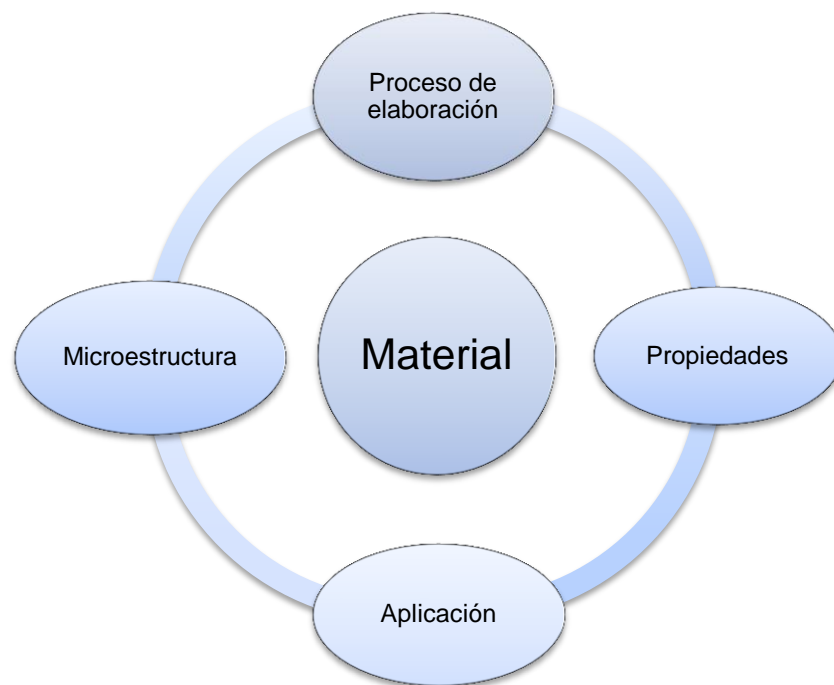 Proceso de
elaboración
Material
Microestructura
Propiedades
Aplicación